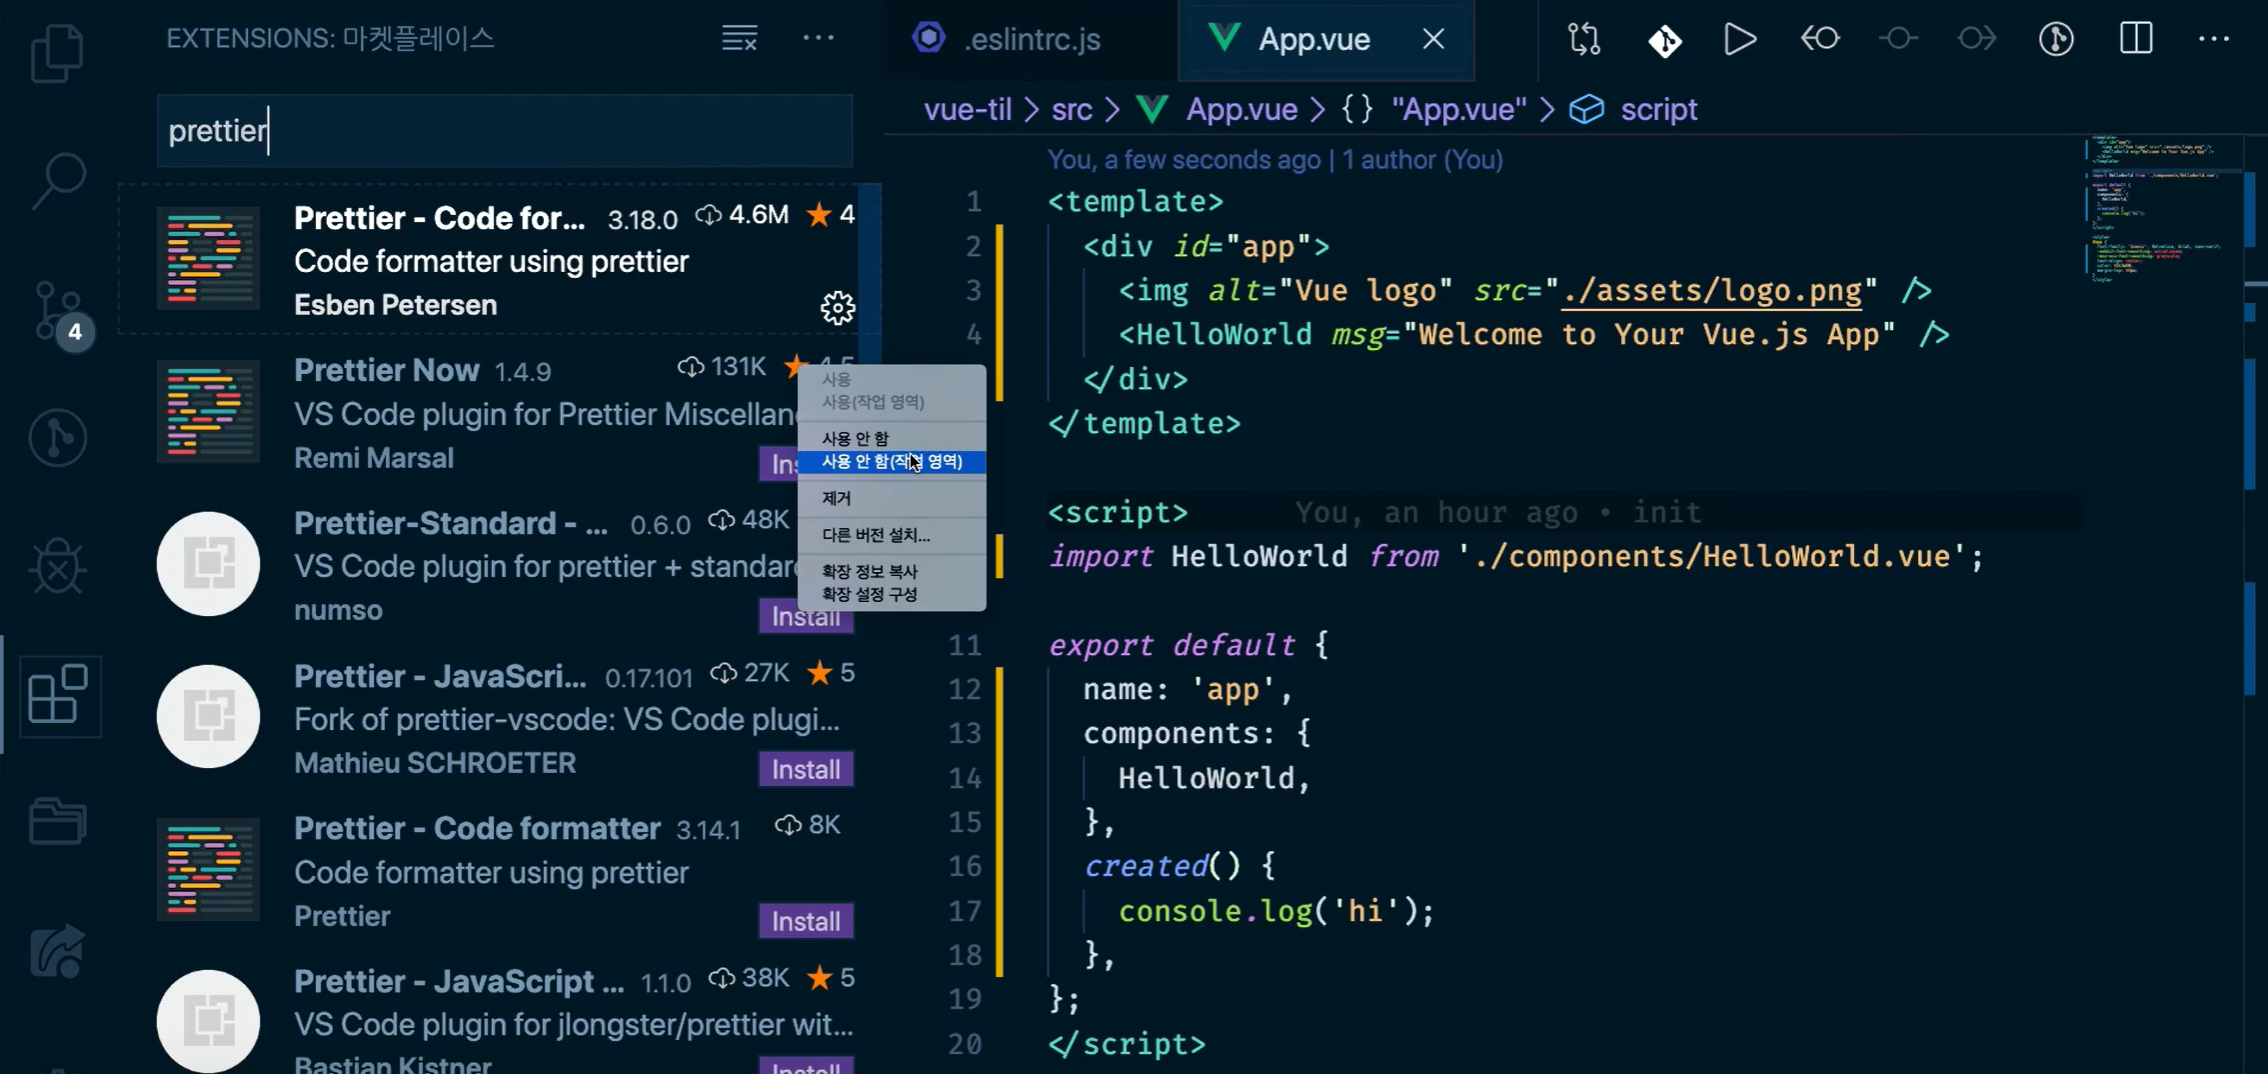 EXTENSIONS: 마켓플레이스
prettier
Prettier - Code for... 3.18.0 4.6M 4
Code formatter using prettier
Esben Petersen
Prettier Now 1.4.9 131K 4.5
VS Code plugin for Prettier Miscellan
Remi Marsal
Ins
Prettier-Standard - ... 0.6.0 48K
VS Code plugin for prettier + standar
numso
Install
Prettier - JavaScri... 0.17.101 27K 5
Fork of prettier-vscode: VS Code plugi...
Mathieu SCHROETER
Install
Prettier - Code formatter 3.14.1 8K
Code formatter using prettier
Prettier
Install
Prettier - JavaScript ... 1.1.0 38K 5
VS Code plugin for jlongster/prettier wit...
Bastian Kistner
Install
4
사용
사용(작업 영역)
사용 안 함
사용 안 함(작업 영역)
제거
다른 버전 설치...
확장 정보 복사
확장 설정 구성
.eslintrc.js
App.vue
vue-til > src > App.vue > {} "App.vue" > script
You, a few seconds ago | 1 author (You)
1 <template>
2 <div id="app">
3 <img alt="Vue logo" src="./assets/logo.png" />
4 <HelloWorld msg="Welcome to Your Vue.js App" />
</div>
</template>
<script> You, an hour ago • init
import HelloWorld from './components/HelloWorld.vue';
11 export default {
12 name: 'app',
13 components: {
14 HelloWorld,
15 },
16 created() {
17 console.log('hi');
18 },
19 };
20 </script>